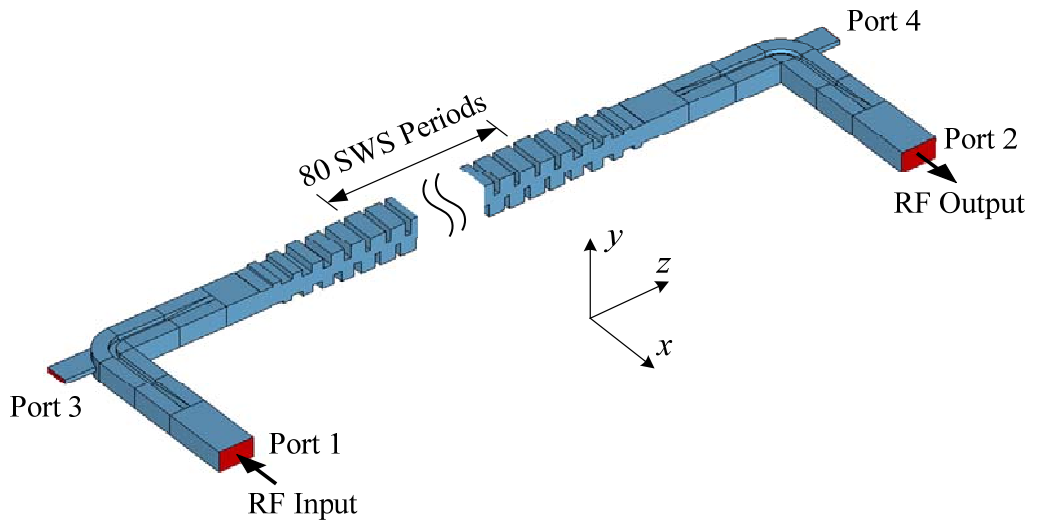 Port 4
80 SWS Periods
Port 2
RF Output
y
z
x
Port 3
Port 1
RF Input